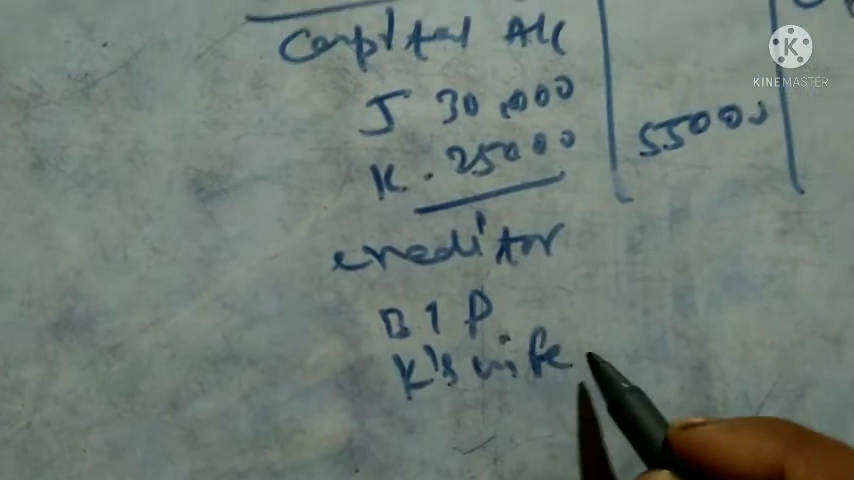 Capital A/c
J 30,000
K. 25000
55000
creditor
B 1 P
K's wife
K
KINEMASTER